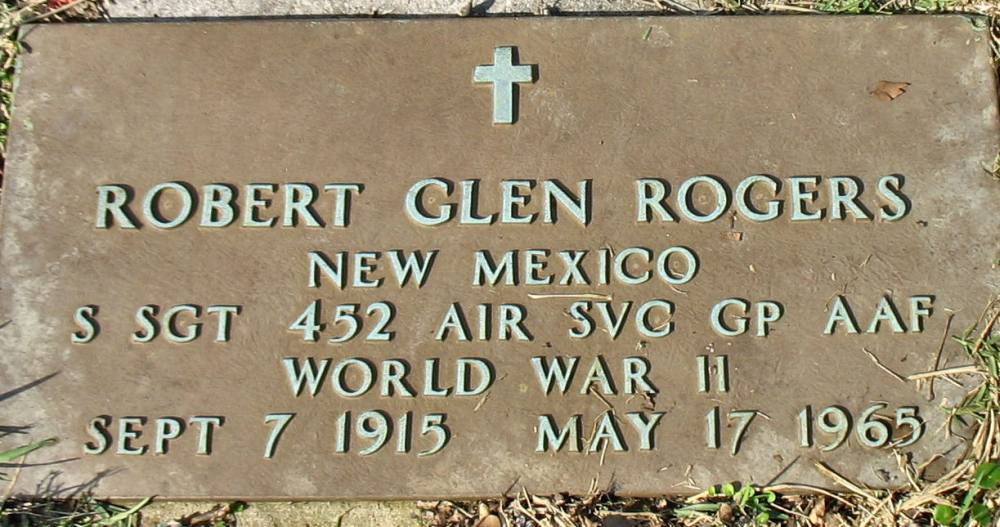 ROBERT GLEN ROGERS
NEW MEXICO
S SGT 452 AIR SVC GP AAF
WORLD WAR II
SEPT 7 1915 MAY 17 1965